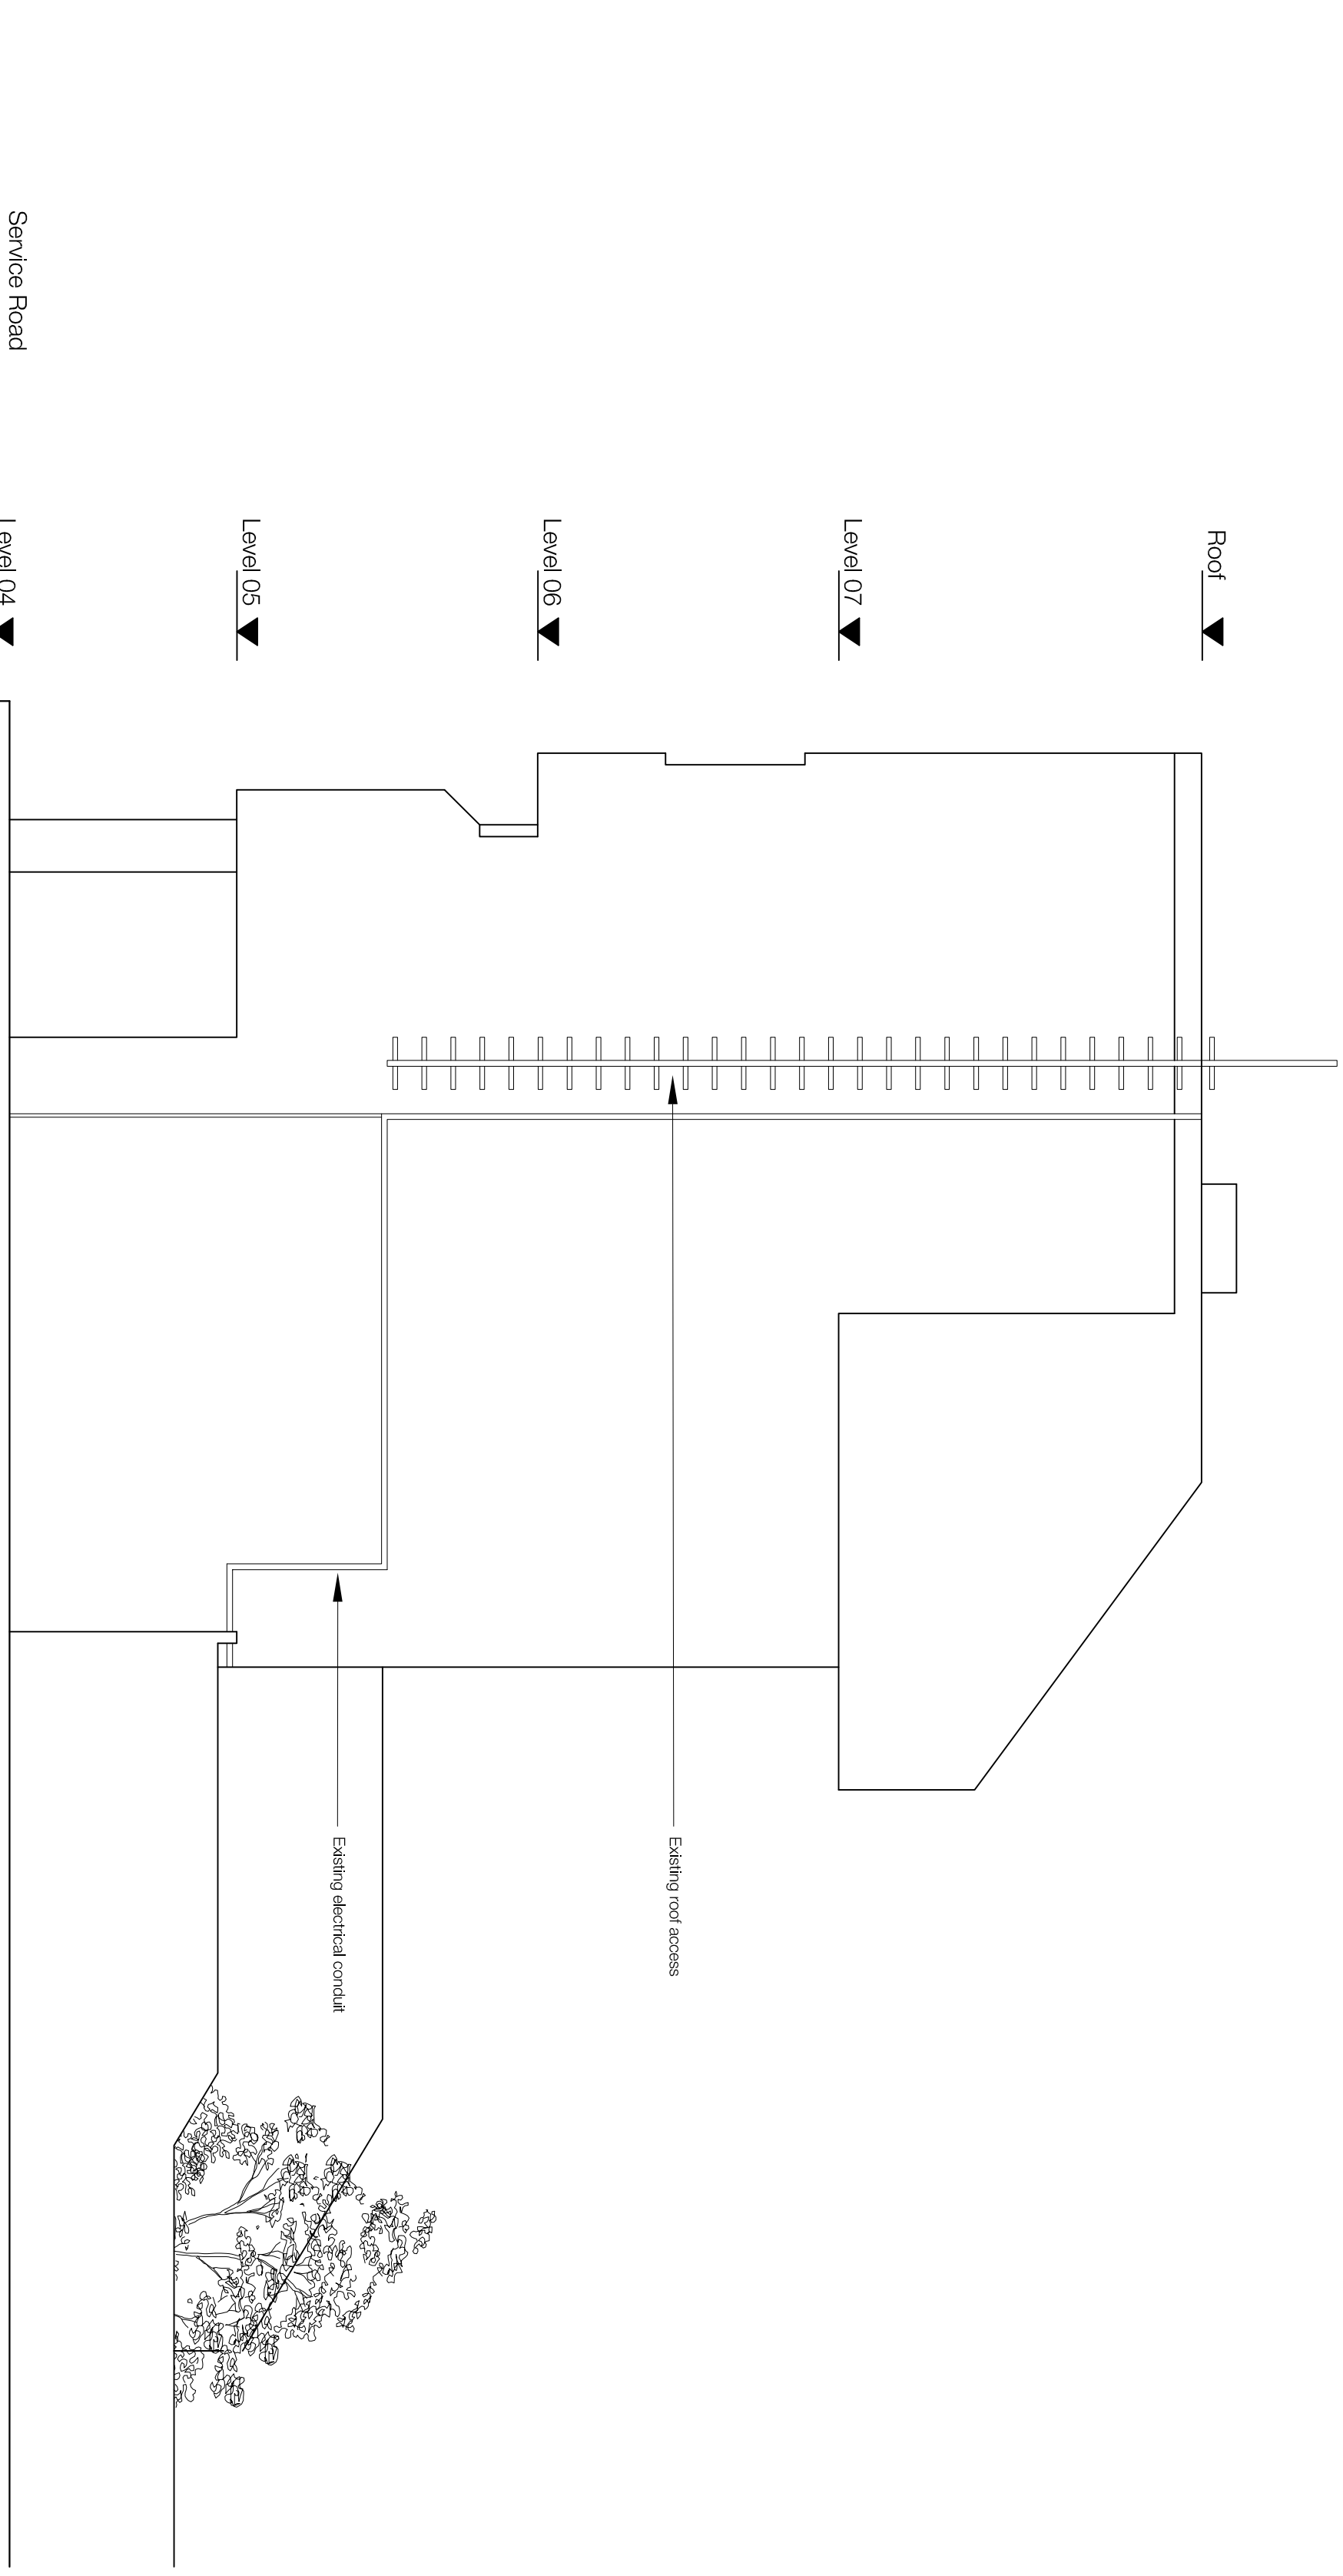 Roof
Level 07
Level 06
Existing roof access
Existing electrical conduit
Level 05
Level 04
Service Road